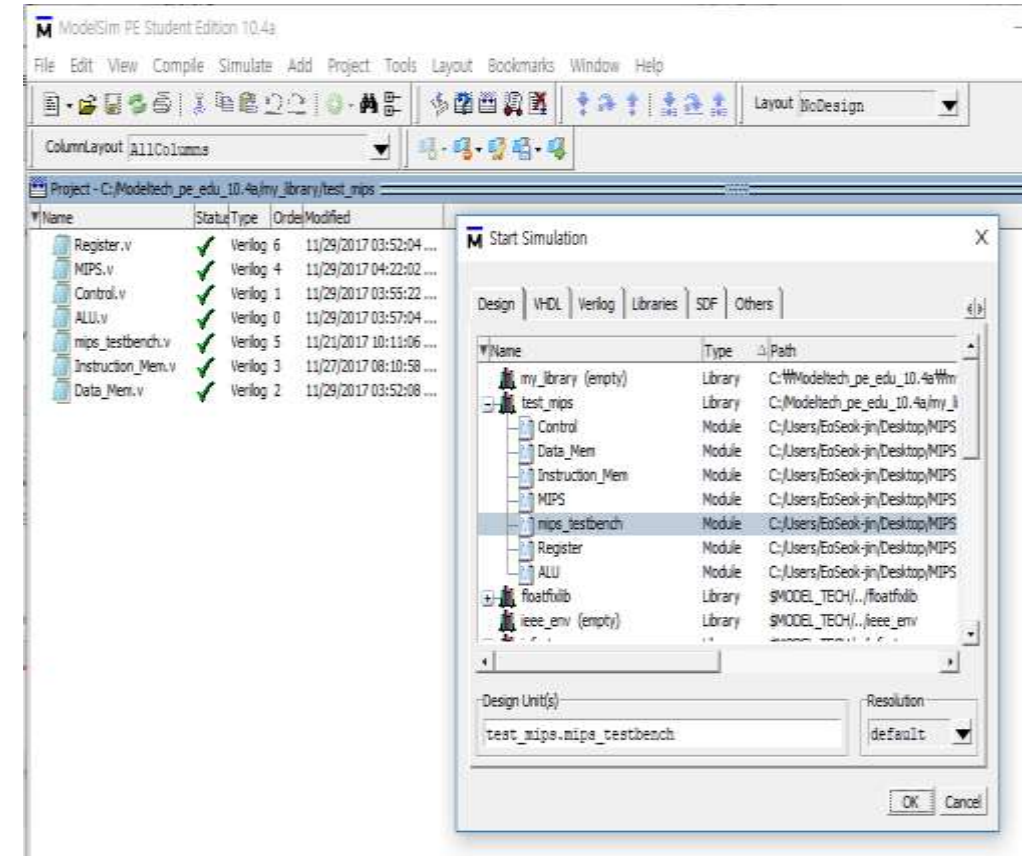 ModelSim PE Student Edition 10.4a
File Edit View Compile Simulate Add Project Tools Layout Bookmarks Window Help
Layout NoDesign
ColumnLayout AllColumns
Project - C:/Modeltech_pe_edu_10.4a/my_library/test_mips
Name Status Type Order Modified
Register.v Verilog 6 11/29/2017 03:52:04 ...
MIPS.v Verilog 4 11/29/2017 04:22:02 ...
Control.v Verilog 1 11/29/2017 03:55:22 ...
ALU.v Verilog 0 11/29/2017 03:57:04 ...
mips_testbench.v Verilog 5 11/21/2017 10:11:06 ...
Instruction_Mem.v Verilog 3 11/27/2017 08:10:58 ...
Data_Mem.v Verilog 2 11/29/2017 03:52:08 ...
Start Simulation X
Design VHDL Verilog Libraries SDF Others
Name Type Path
my_library (empty) Library C:₩₩Modeltech_pe_edu_10.4a₩₩m
test_mips Library C:/Modeltech_pe_edu_10.4a/my_li
Control Module C:/Users/EoSeok-jin/Desktop/MIPS
Data_Mem Module C:/Users/EoSeok-jin/Desktop/MIPS
Instruction_Mem Module C:/Users/EoSeok-jin/Desktop/MIPS
MIPS Module C:/Users/EoSeok-jin/Desktop/MIPS
mips_testbench Module C:/Users/EoSeok-jin/Desktop/MIPS
Register Module C:/Users/EoSeok-jin/Desktop/MIPS
ALU Module C:/Users/EoSeok-jin/Desktop/MIPS
floatfixlib Library $MODEL_TECH/../floatfixlib
ieee_env (empty) Library $MODEL_TECH/../ieee_env
Design Unit(s) Resolution
test_mips.mips_testbench default
OK Cancel